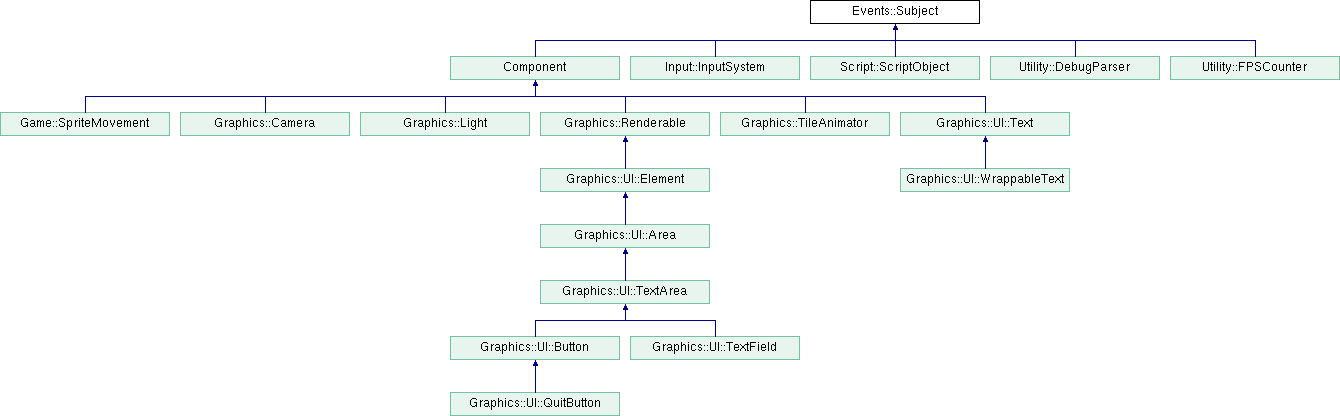 Events::Subject
Component
Input::InputSystem
Script::ScriptObject
Utility::DebugParser
Utility::FPSCounter
Game::SpriteMovement
Graphics::Camera
Graphics::Light
Graphics::Renderable
Graphics::TileAnimator
Graphics::UI::Text
Graphics::UI::Element
Graphics::UI::WrappableText
Graphics::UI::Area
Graphics::UI::TextArea
Graphics::UI::Button
Graphics::UI::TextField
Graphics::UI::QuitButton